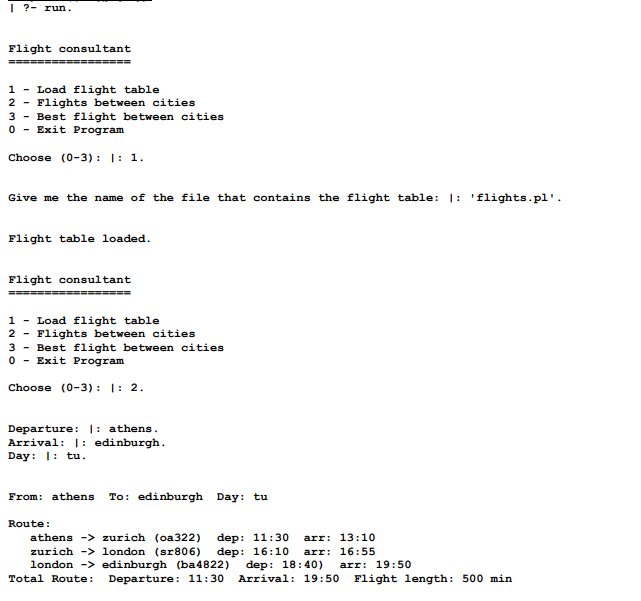 | ?- run.
Flight consultant
=================
1 - Load flight table
2 - Flights between cities
3 - Best flight between cities
0 - Exit Program
Choose (0-3): |: 1.
Give me the name of the file that contains the flight table: |: 'flights.pl'.
Flight table loaded.
Flight consultant
=================
1 - Load flight table
2 - Flights between cities
3 - Best flight between cities
0 - Exit Program
Choose (0-3): |: 2.
Departure: |: athens.
Arrival: |: edinburgh.
Day: |: tu.
From: athens  To: edinburgh  Day: tu
Route:
   athens -> zurich (oa322)  dep: 11:30  arr: 13:10
   zurich -> london (sr806)  dep: 16:10  arr: 16:55
   london -> edinburgh (ba4822)  dep: 18:40)  arr: 19:50
Total Route:  Departure: 11:30  Arrival: 19:50  Flight length: 500 min